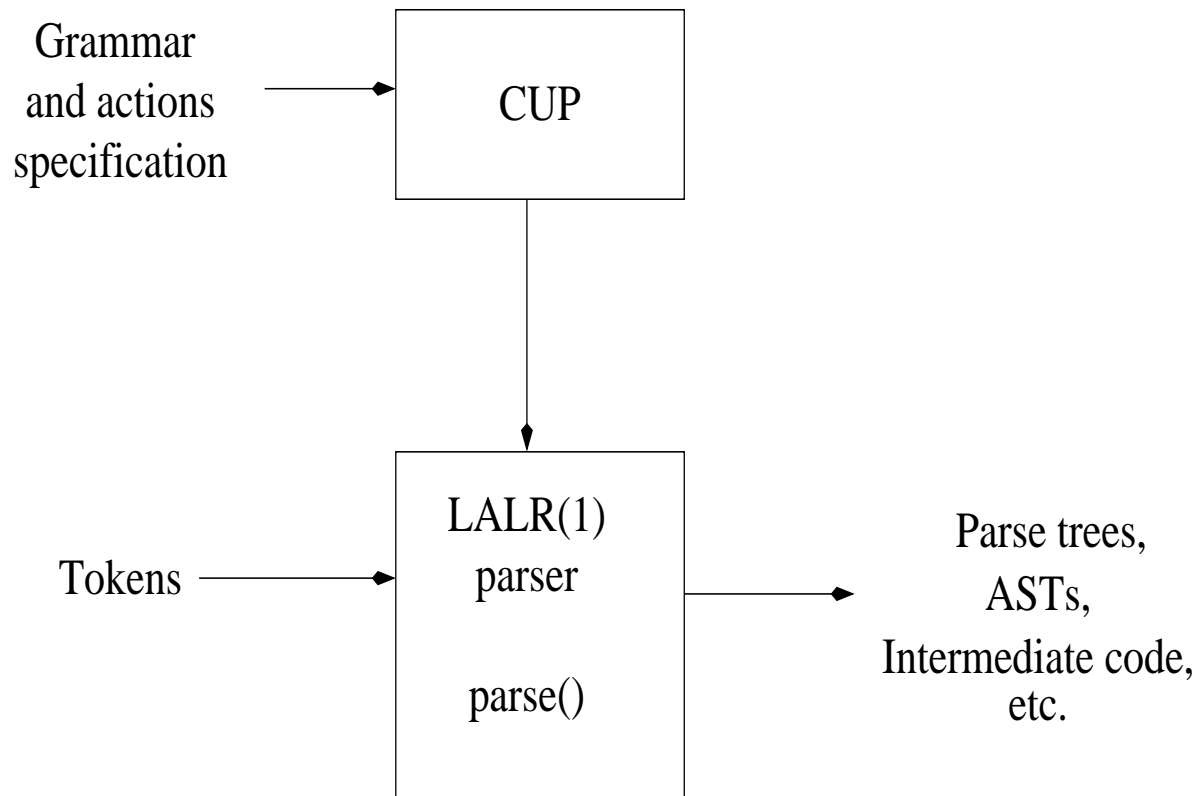 Grammar
and actions
specification
CUP
LALR(1)
parser
parse()
Tokens
Parse trees,
ASTs,
Intermediate code,
etc.